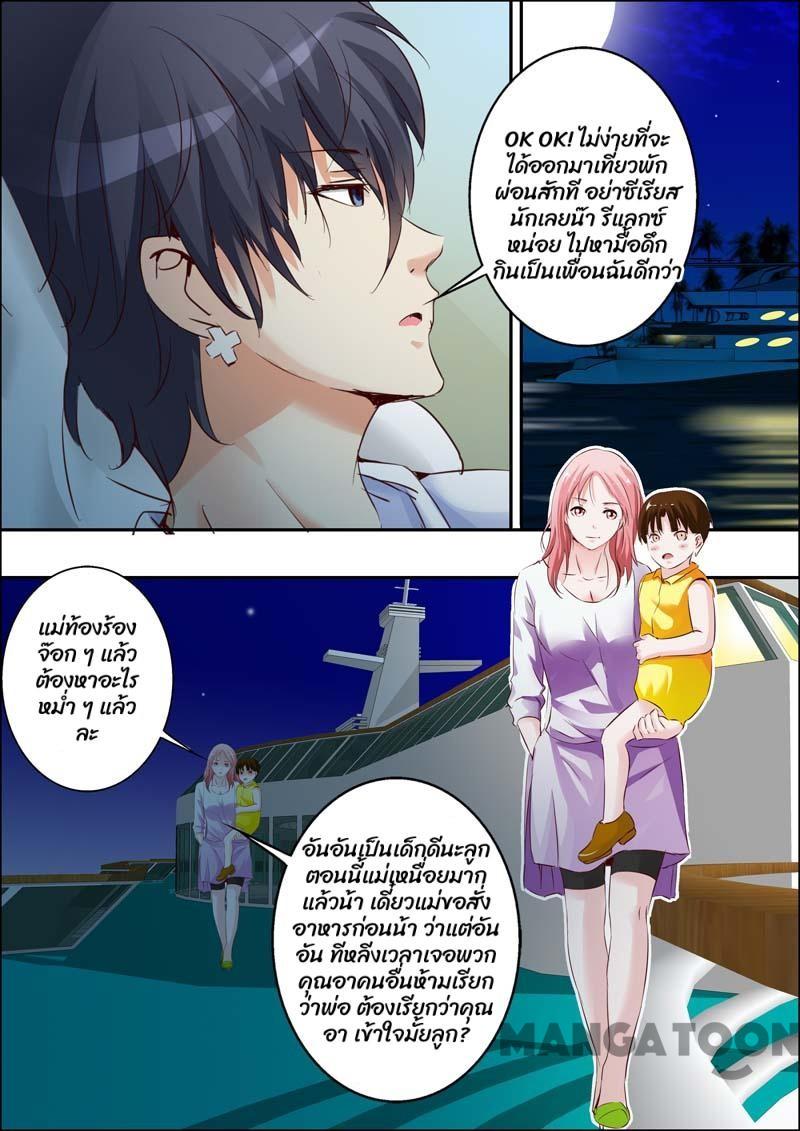 OK OK! ไม่ง่ายที่จะ
ได้ออกมาเที่ยวพัก
ผ่อนสักที อย่าซีเรียส
นักเลยน๊า รีแลกซ์
หน่อย ไปหามื้อดึก
กินเป็นเพื่อนฉันดีกว่า
แม่ท้องร้อง
จ๊อก ๆ แล้ว
ต้องหาอะไร
หม่ำ ๆ แล้ว
ละ
อันอันเป็นเด็กดีนะลูก
ตอนนี้แม่เหนื่อยมาก
แล้วน้า เดี๋ยวแม่ขอสั่ง
อาหารก่อนน้า ว่าแต่อัน
อัน ทีหลังเวลาเจอพวก
คุณอาคนอื่นห้ามเรียก
ว่าพ่อ ต้องเรียกว่าคุณ
อา เข้าใจมั้ยลูก?
MANGATOON